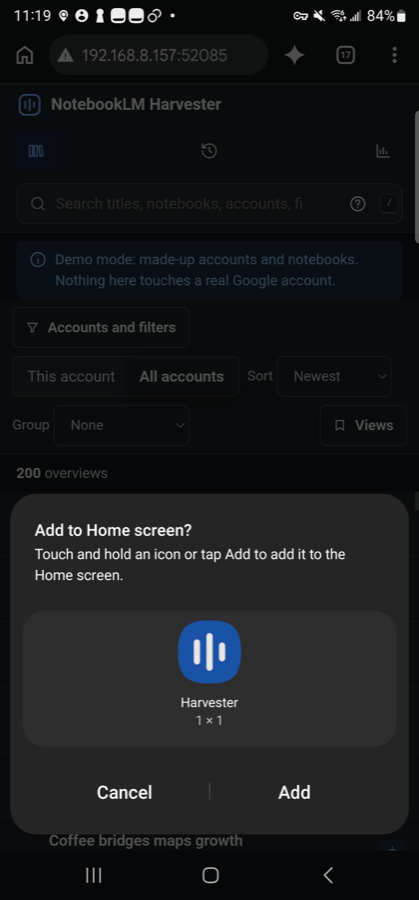 11:19
84%
192.168.8.157:52085
17
NotebookLM Harvester
Search titles, notebooks, accounts, fi
/
Demo mode: made-up accounts and notebooks.
Nothing here touches a real Google account.
Accounts and filters
This account All accounts Sort Newest
Group None Views
200 overviews
Add to Home screen?
Touch and hold an icon or tap Add to add it to the
Home screen.
Harvester
1 × 1
Cancel Add
Coffee bridges maps growth